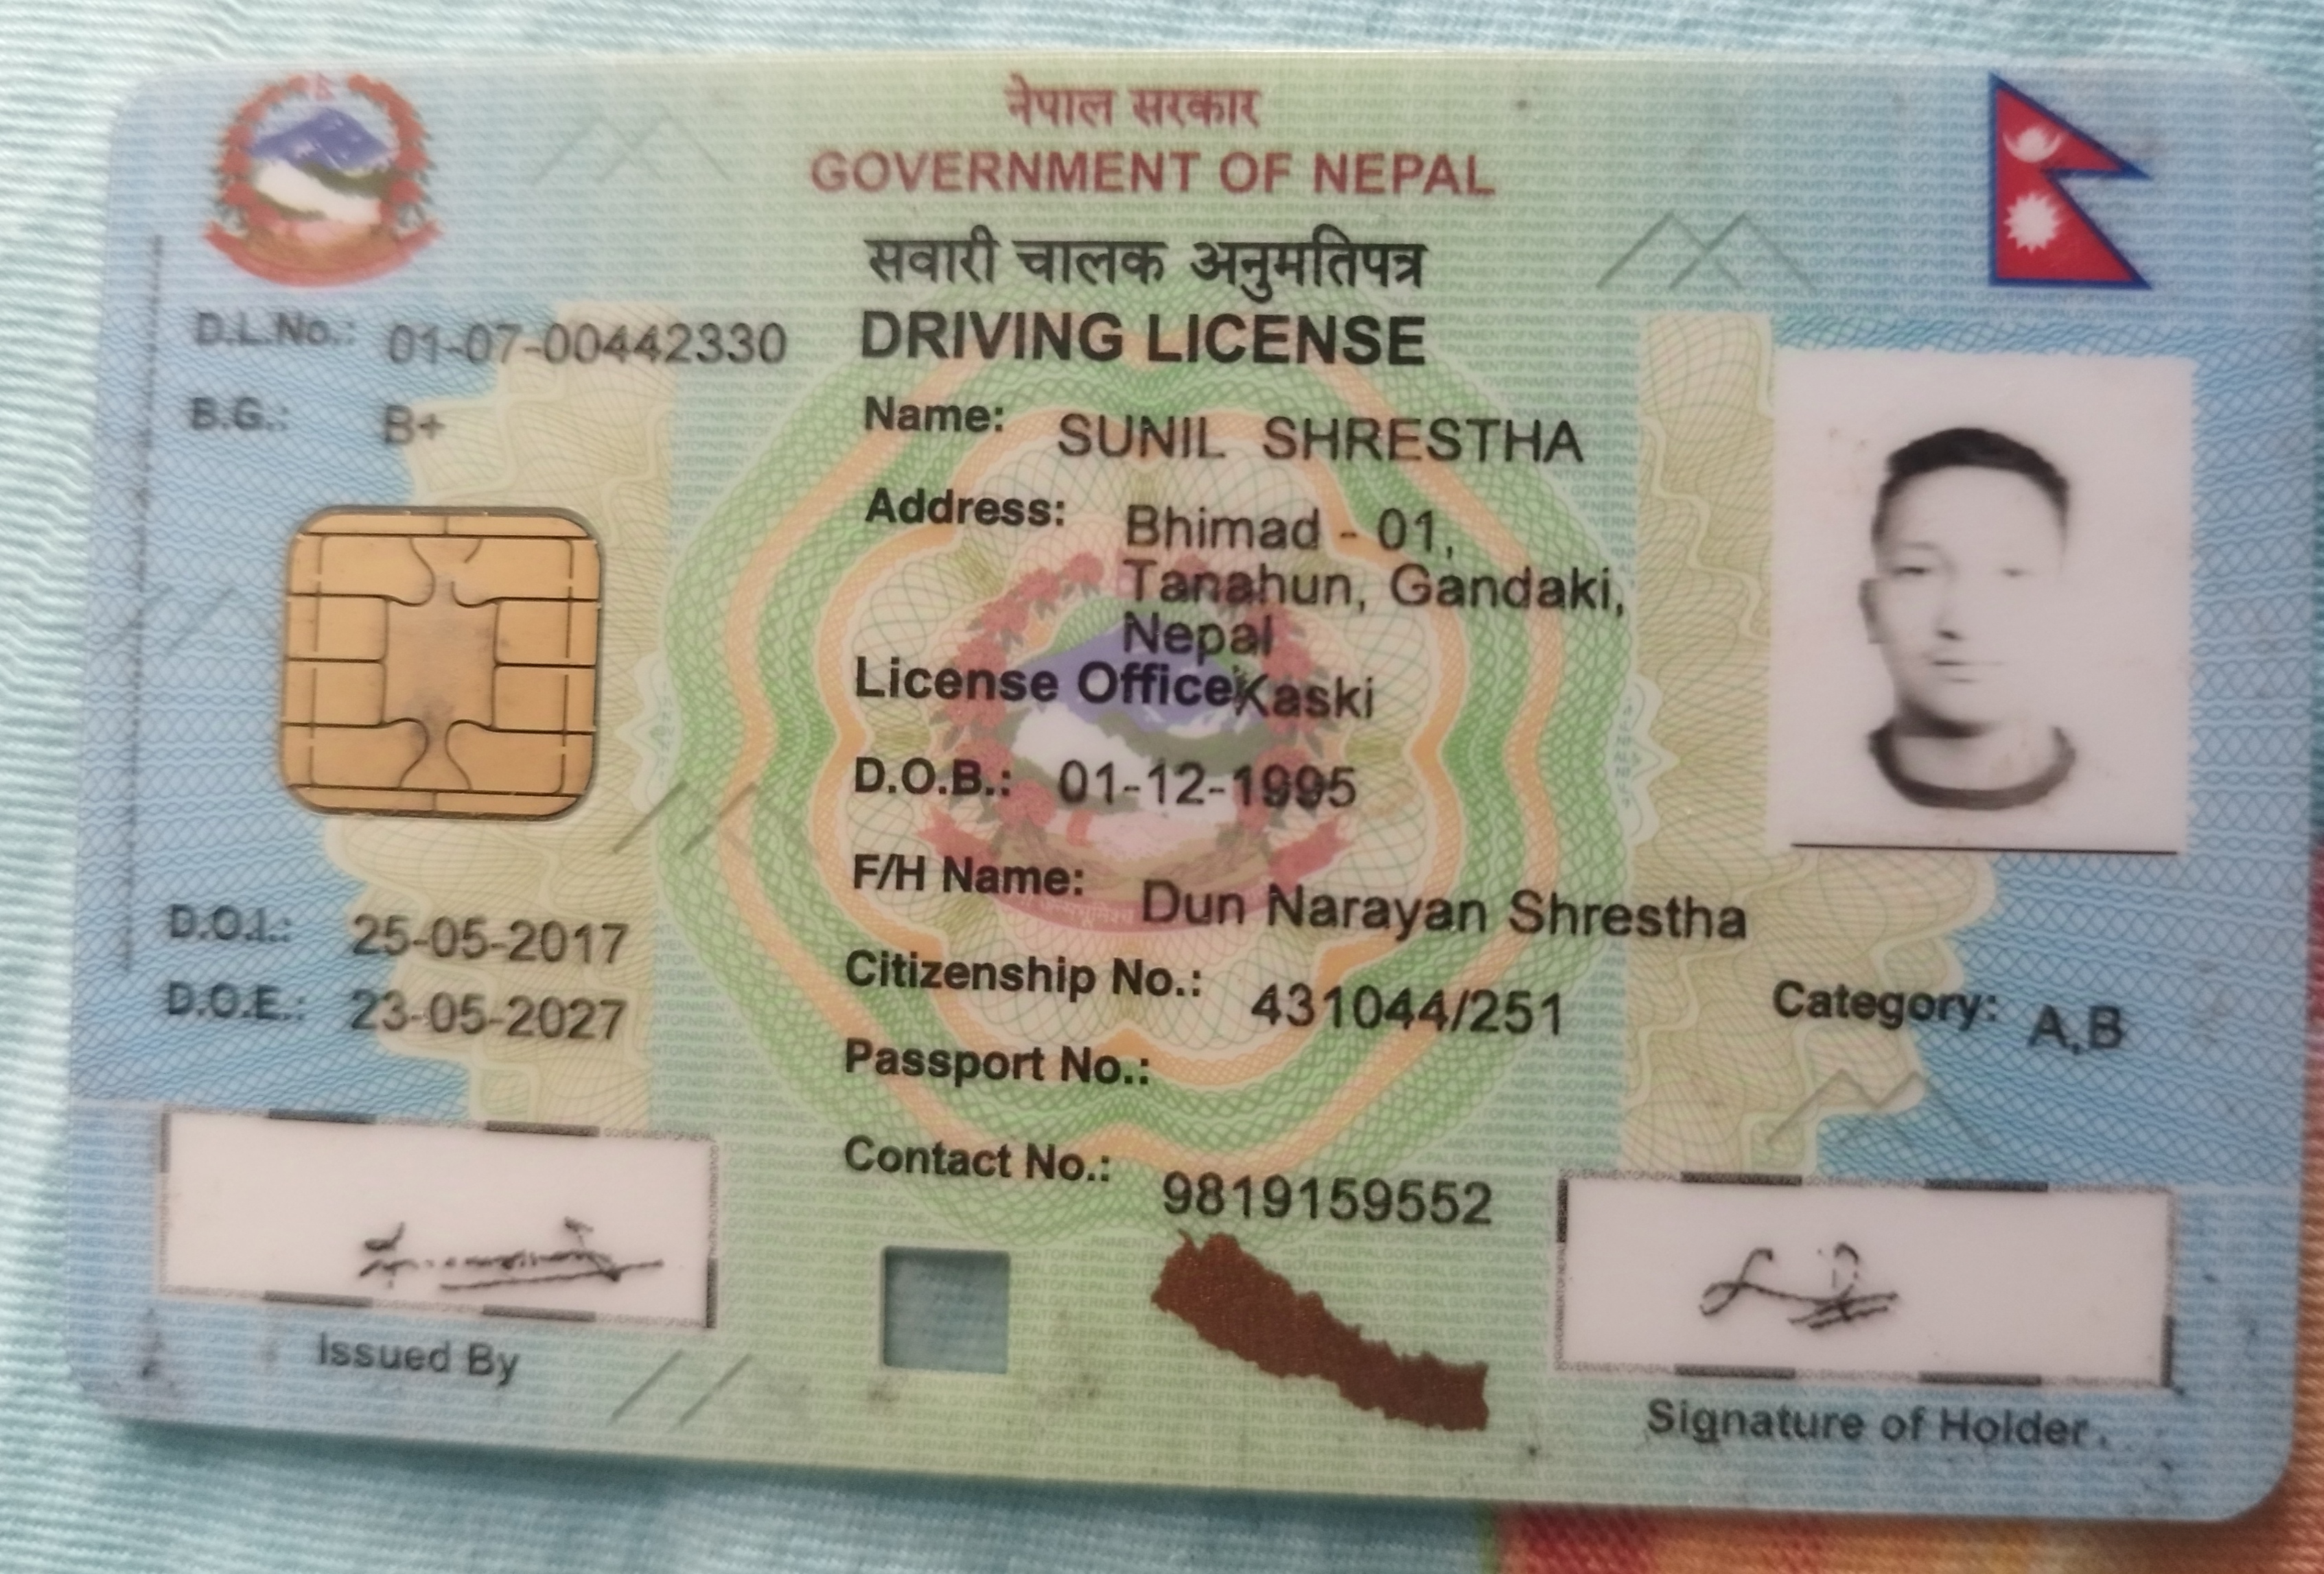 नेपाल सरकार
GOVERNMENT OF NEPAL
सवारी चालक अनुमतिपत्र
DRIVING LICENSE
D.L.No.: 01-07-00442330
B.G.: B+
Name: SUNIL SHRESTHA
Address: Bhimad - 01,
Tanahun, Gandaki,
Nepal
License Office: Kaski
D.O.B.: 01-12-1995
F/H Name: Dun Narayan Shrestha
D.O.I.: 25-05-2017
D.O.E.: 23-05-2027
Citizenship No.: 431044/251
Category: A,B
Passport No.:
Contact No.: 9819159552
Issued By
Signature of Holder